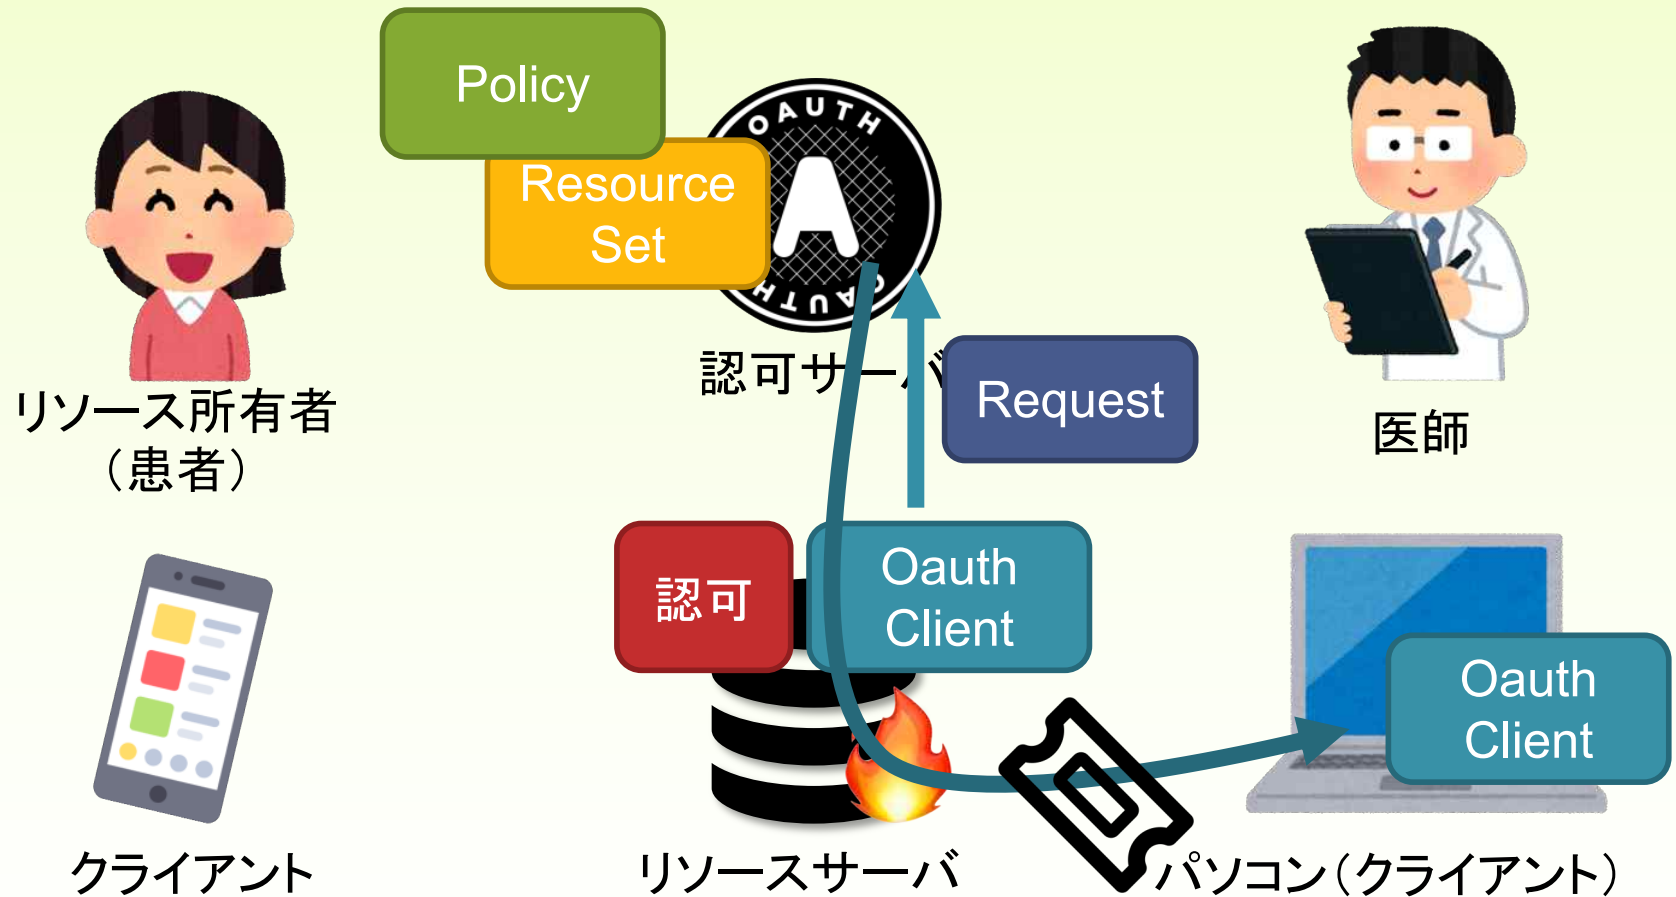 Policy
OAUTH
Resource
Set
OAUTH
認可サーバ
Request
リソース所有者
（患者）
医師
認可
Oauth
Client
Oauth
Client
クライアント
リソースサーバ
パソコン（クライアント）